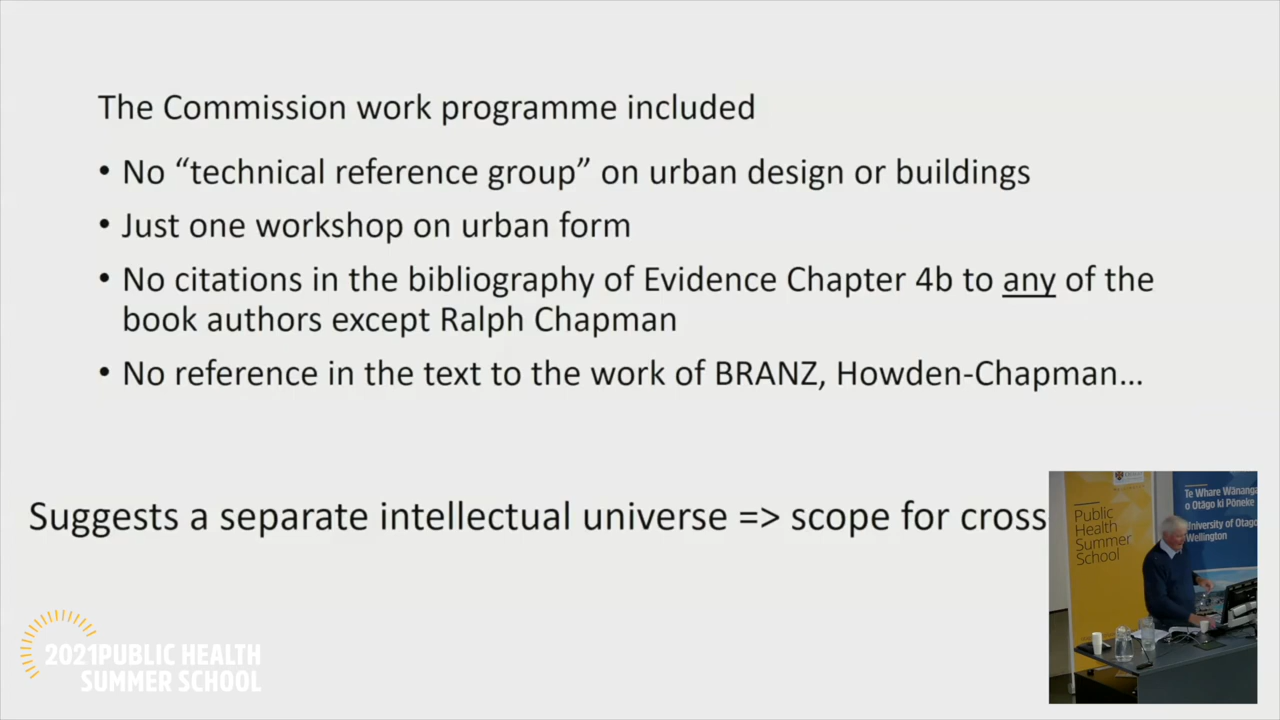 The Commission work programme included
• No “technical reference group” on urban design or buildings
• Just one workshop on urban form
• No citations in the bibliography of Evidence Chapter 4b to any of the
book authors except Ralph Chapman
• No reference in the text to the work of BRANZ, Howden-Chapman…
Suggests a separate intellectual universe => scope for cross
Public
Health
Summer
School
Te Whare Wānanga
o Otāgo ki Pōneke
University of Otago
Wellington
2021PUBLIC HEALTH
SUMMER SCHOOL